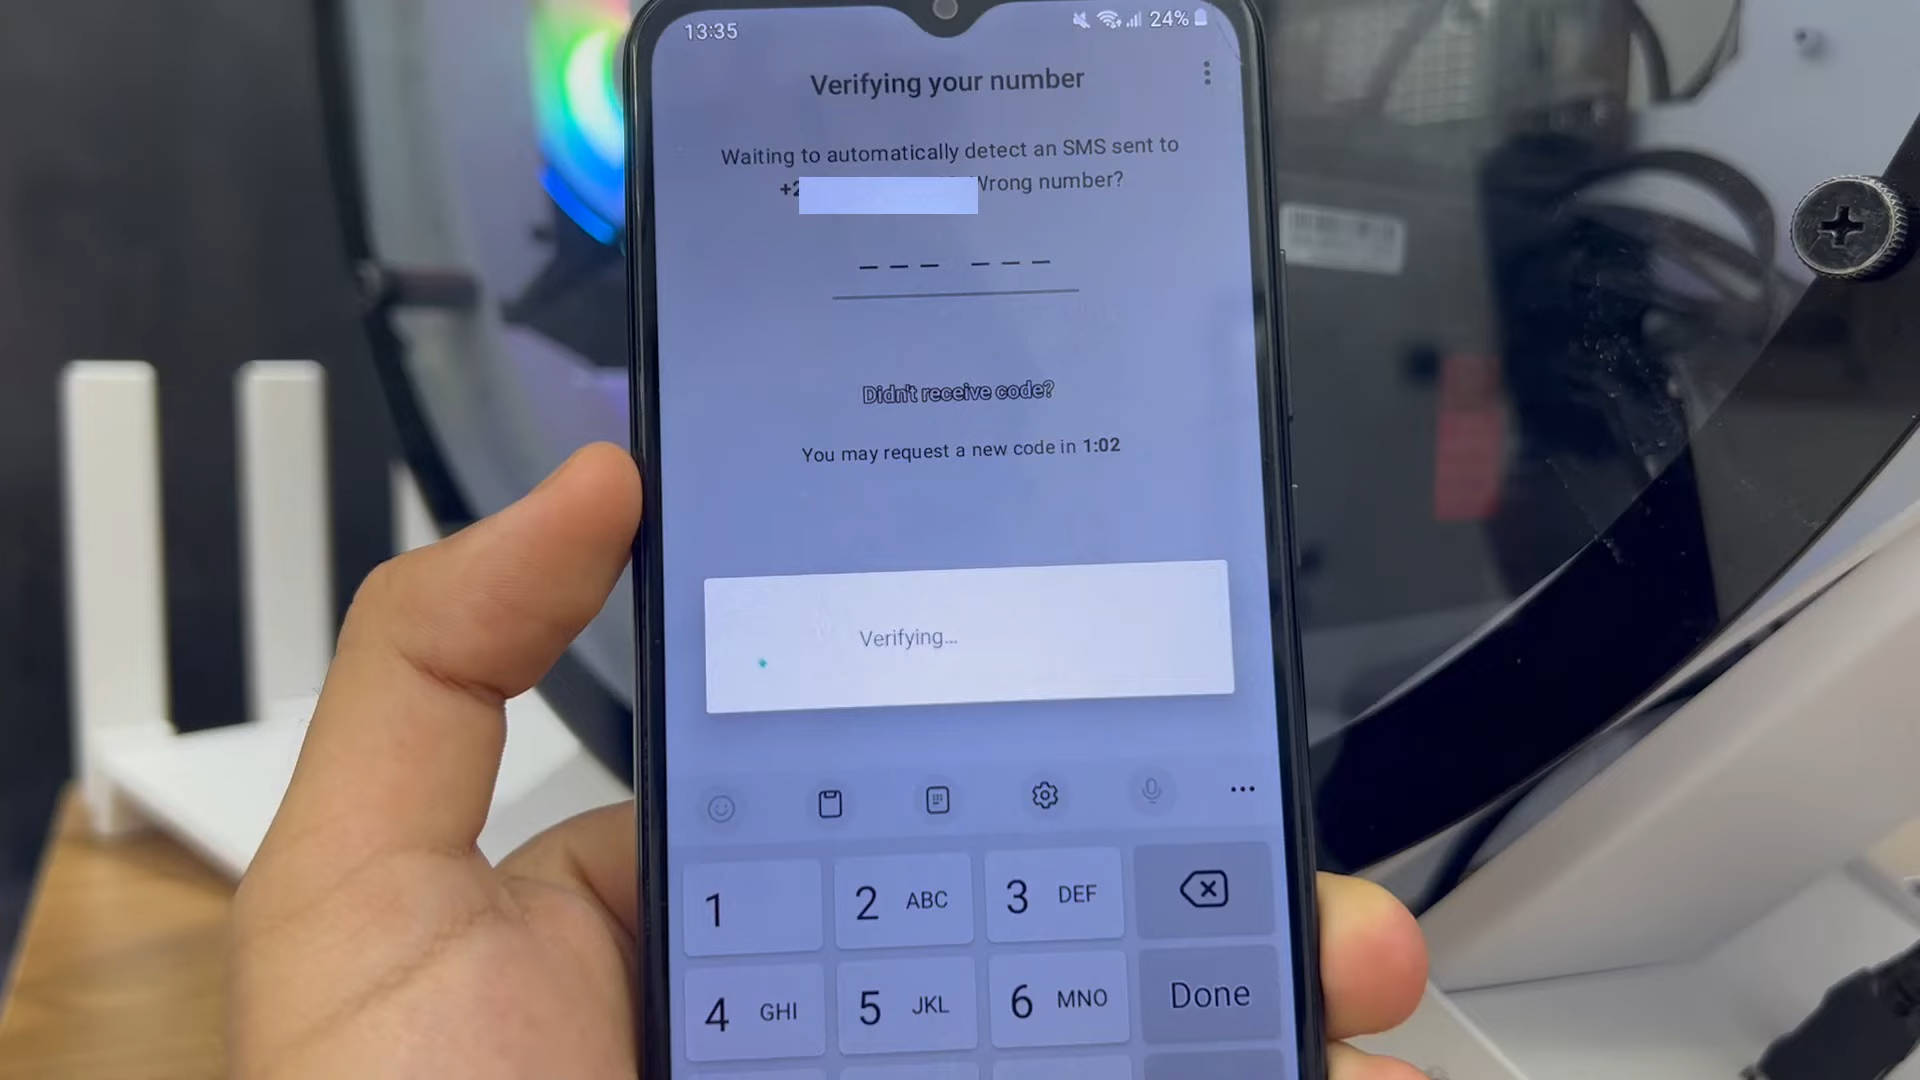 13:35
24%
Verifying your number
Waiting to automatically detect an SMS sent to
+2 Wrong number?
--- ---
Didn't receive code?
You may request a new code in 1:02
Verifying...
1
2 ABC
3 DEF
4 GHI
5 JKL
6 MNO
Done